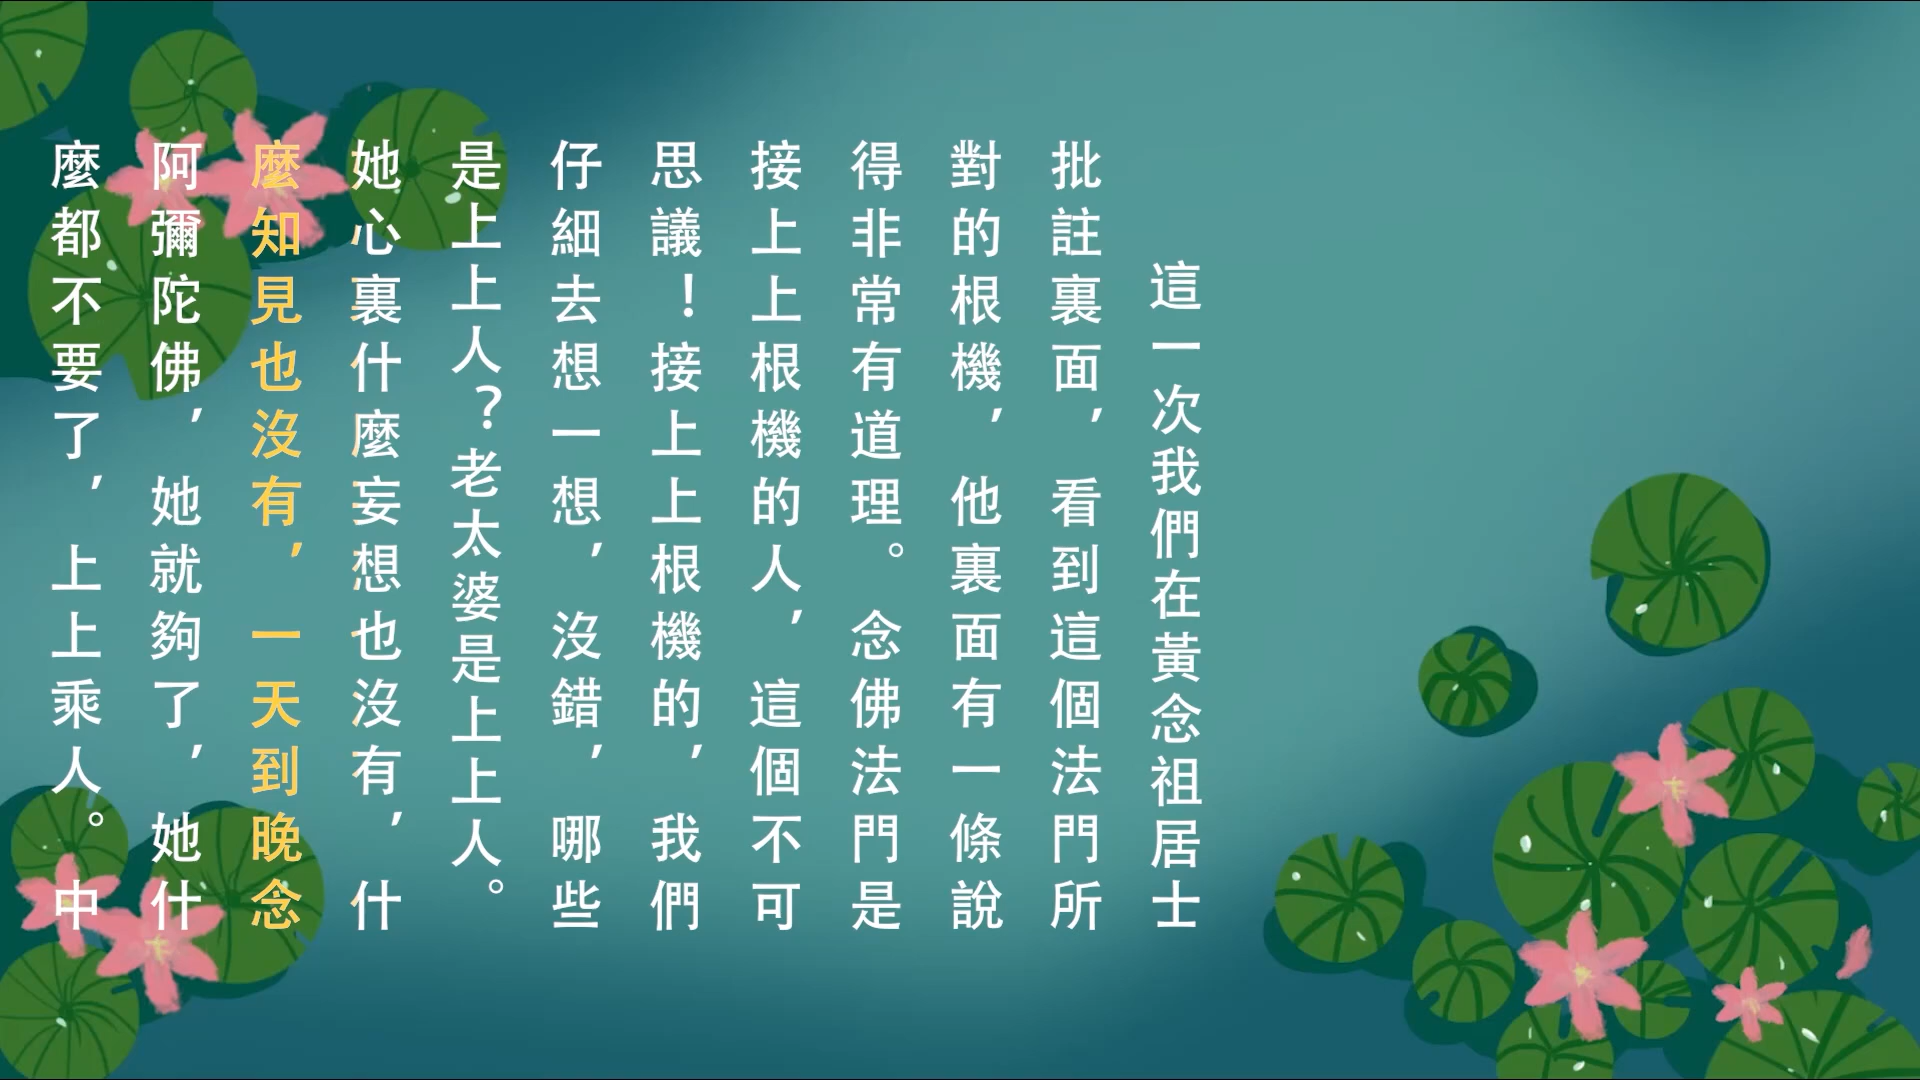 這一次我們在黃念祖居士
批註裏面，看到這個法門所
對的根機，他裏面有一條說
得非常有道理。念佛法門是
接上上根機的人，這個不可
思議！接上上根機的，我們
仔細去想一想，沒錯，哪些
是上上人？老太婆是上上人。
她心裏什麼妄想也沒有，什
麼知見也沒有，一天到晚念
阿彌陀佛，她就夠了，她什
麼都不要了，上上乘人。中